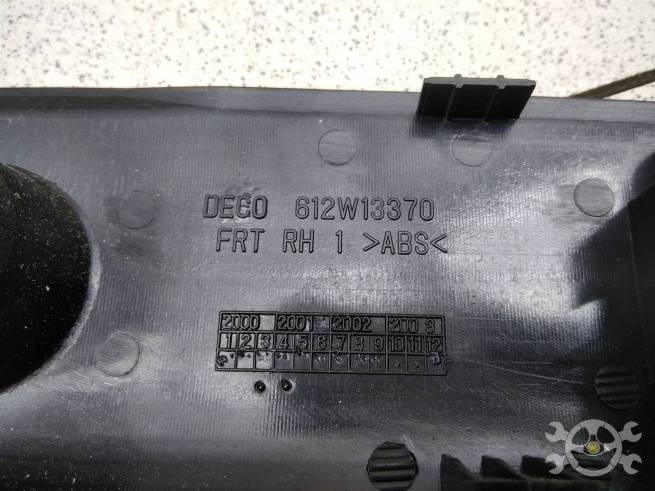 DECO 612W13370
FRT RH 1 >ABS<
2000 2001 2002 2003
1 2 3 4 5 6 7 8 9 10 11 12